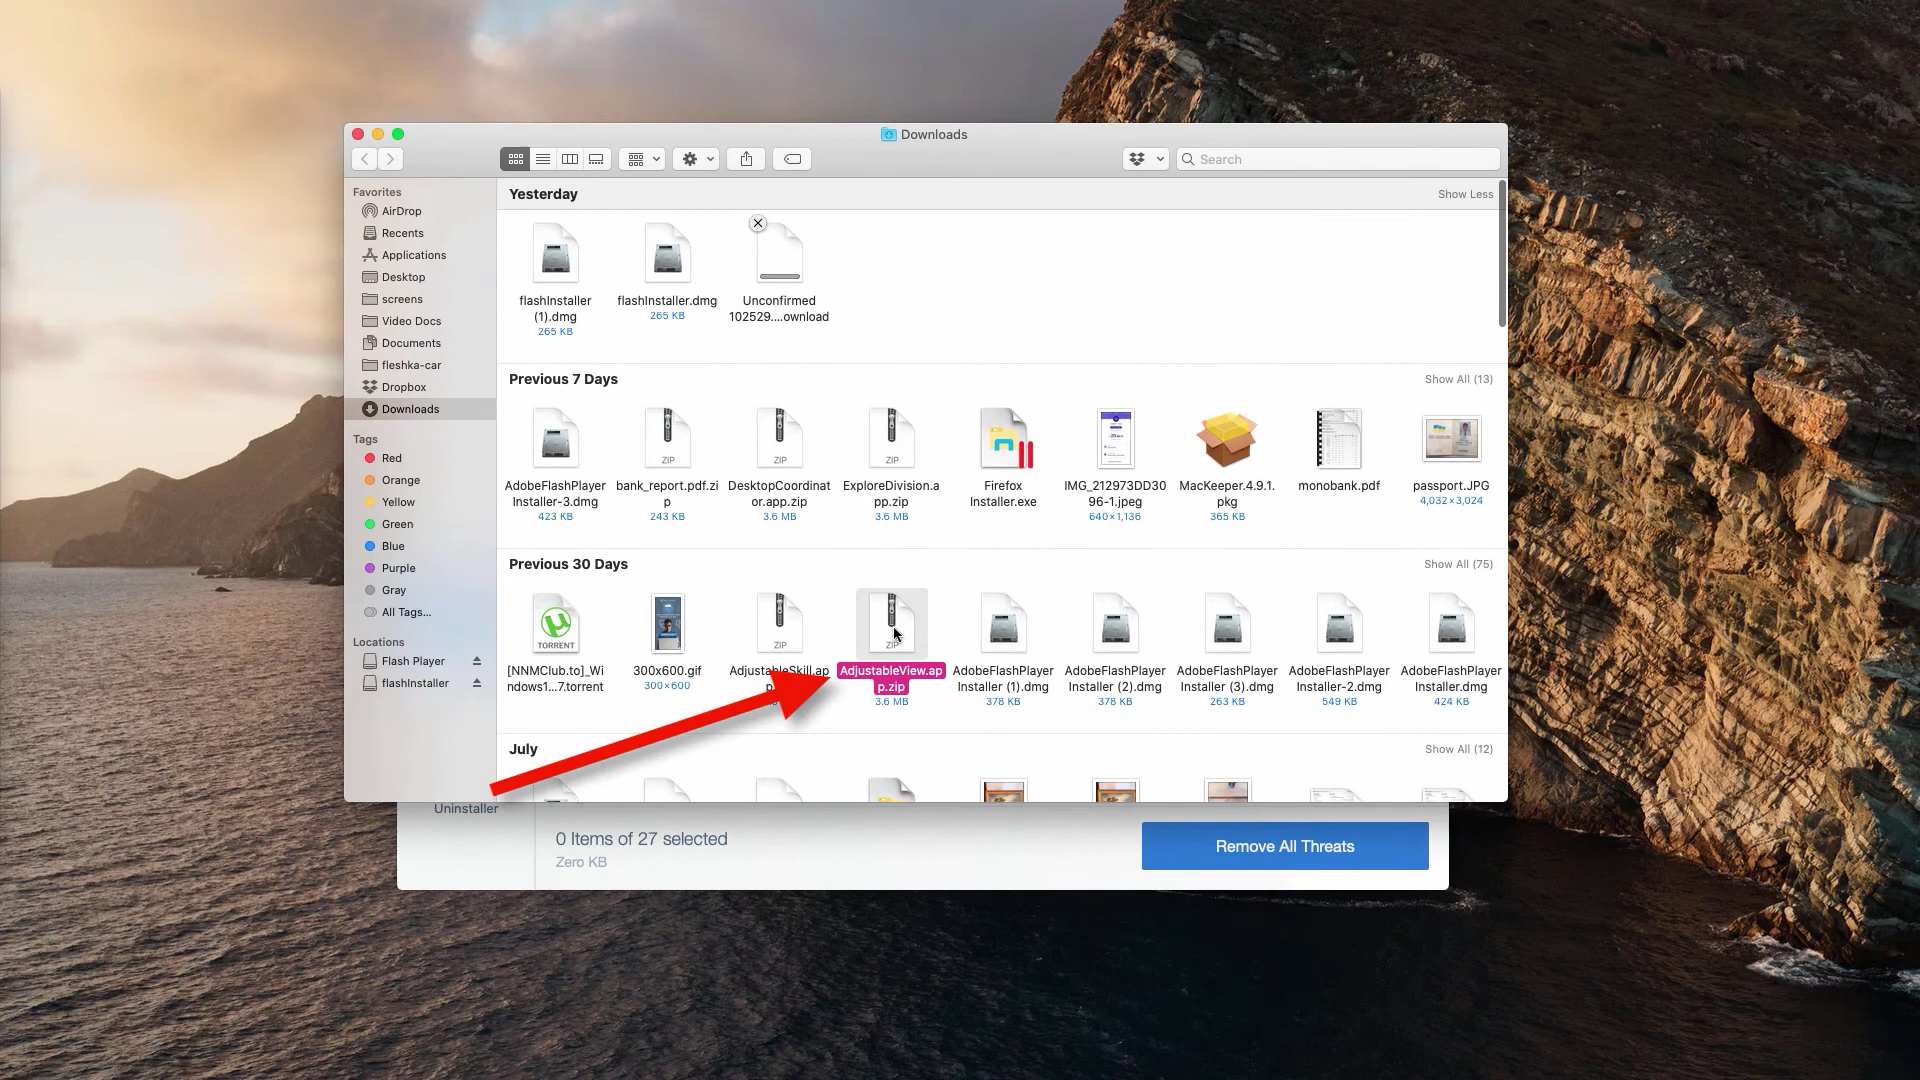 Downloads
Search
Favorites
AirDrop
Recents
Applications
Desktop
screens
Video Docs
Documents
fleshka-car
Dropbox
Downloads
Tags
Red
Orange
Yellow
Green
Blue
Purple
Gray
All Tags...
Locations
Flash Player
flashInstaller
Yesterday
Show Less
flashInstaller
(1).dmg
265 KB
flashInstaller.dmg
265 KB
Unconfirmed
102529....ownload
Previous 7 Days
Show All (13)
AdobeFlashPlayer
Installer-3.dmg
423 KB
ZIP
bank_report.pdf.zi
p
243 KB
ZIP
DesktopCoordinat
or.app.zip
3.6 MB
ZIP
ExploreDivision.a
pp.zip
3.6 MB
Firefox
Installer.exe
IMG_212973DD30
96-1.jpeg
640×1,136
MacKeeper.4.9.1.
pkg
365 KB
monobank.pdf
passport.JPG
4,032×3,024
Previous 30 Days
Show All (75)
TORRENT
[NNMClub.to]_Wi
ndows1...7.torrent
300x600.gif
300×600
ZIP
AdjustableSkill.ap
ZIP
AdjustableView.ap
p.zip
3.6 MB
AdobeFlashPlayer
Installer (1).dmg
378 KB
AdobeFlashPlayer
Installer (2).dmg
378 KB
AdobeFlashPlayer
Installer (3).dmg
263 KB
AdobeFlashPlayer
Installer-2.dmg
549 KB
AdobeFlashPlayer
Installer.dmg
424 KB
July
Show All (12)
Uninstaller
0 Items of 27 selected
Zero KB
Remove All Threats